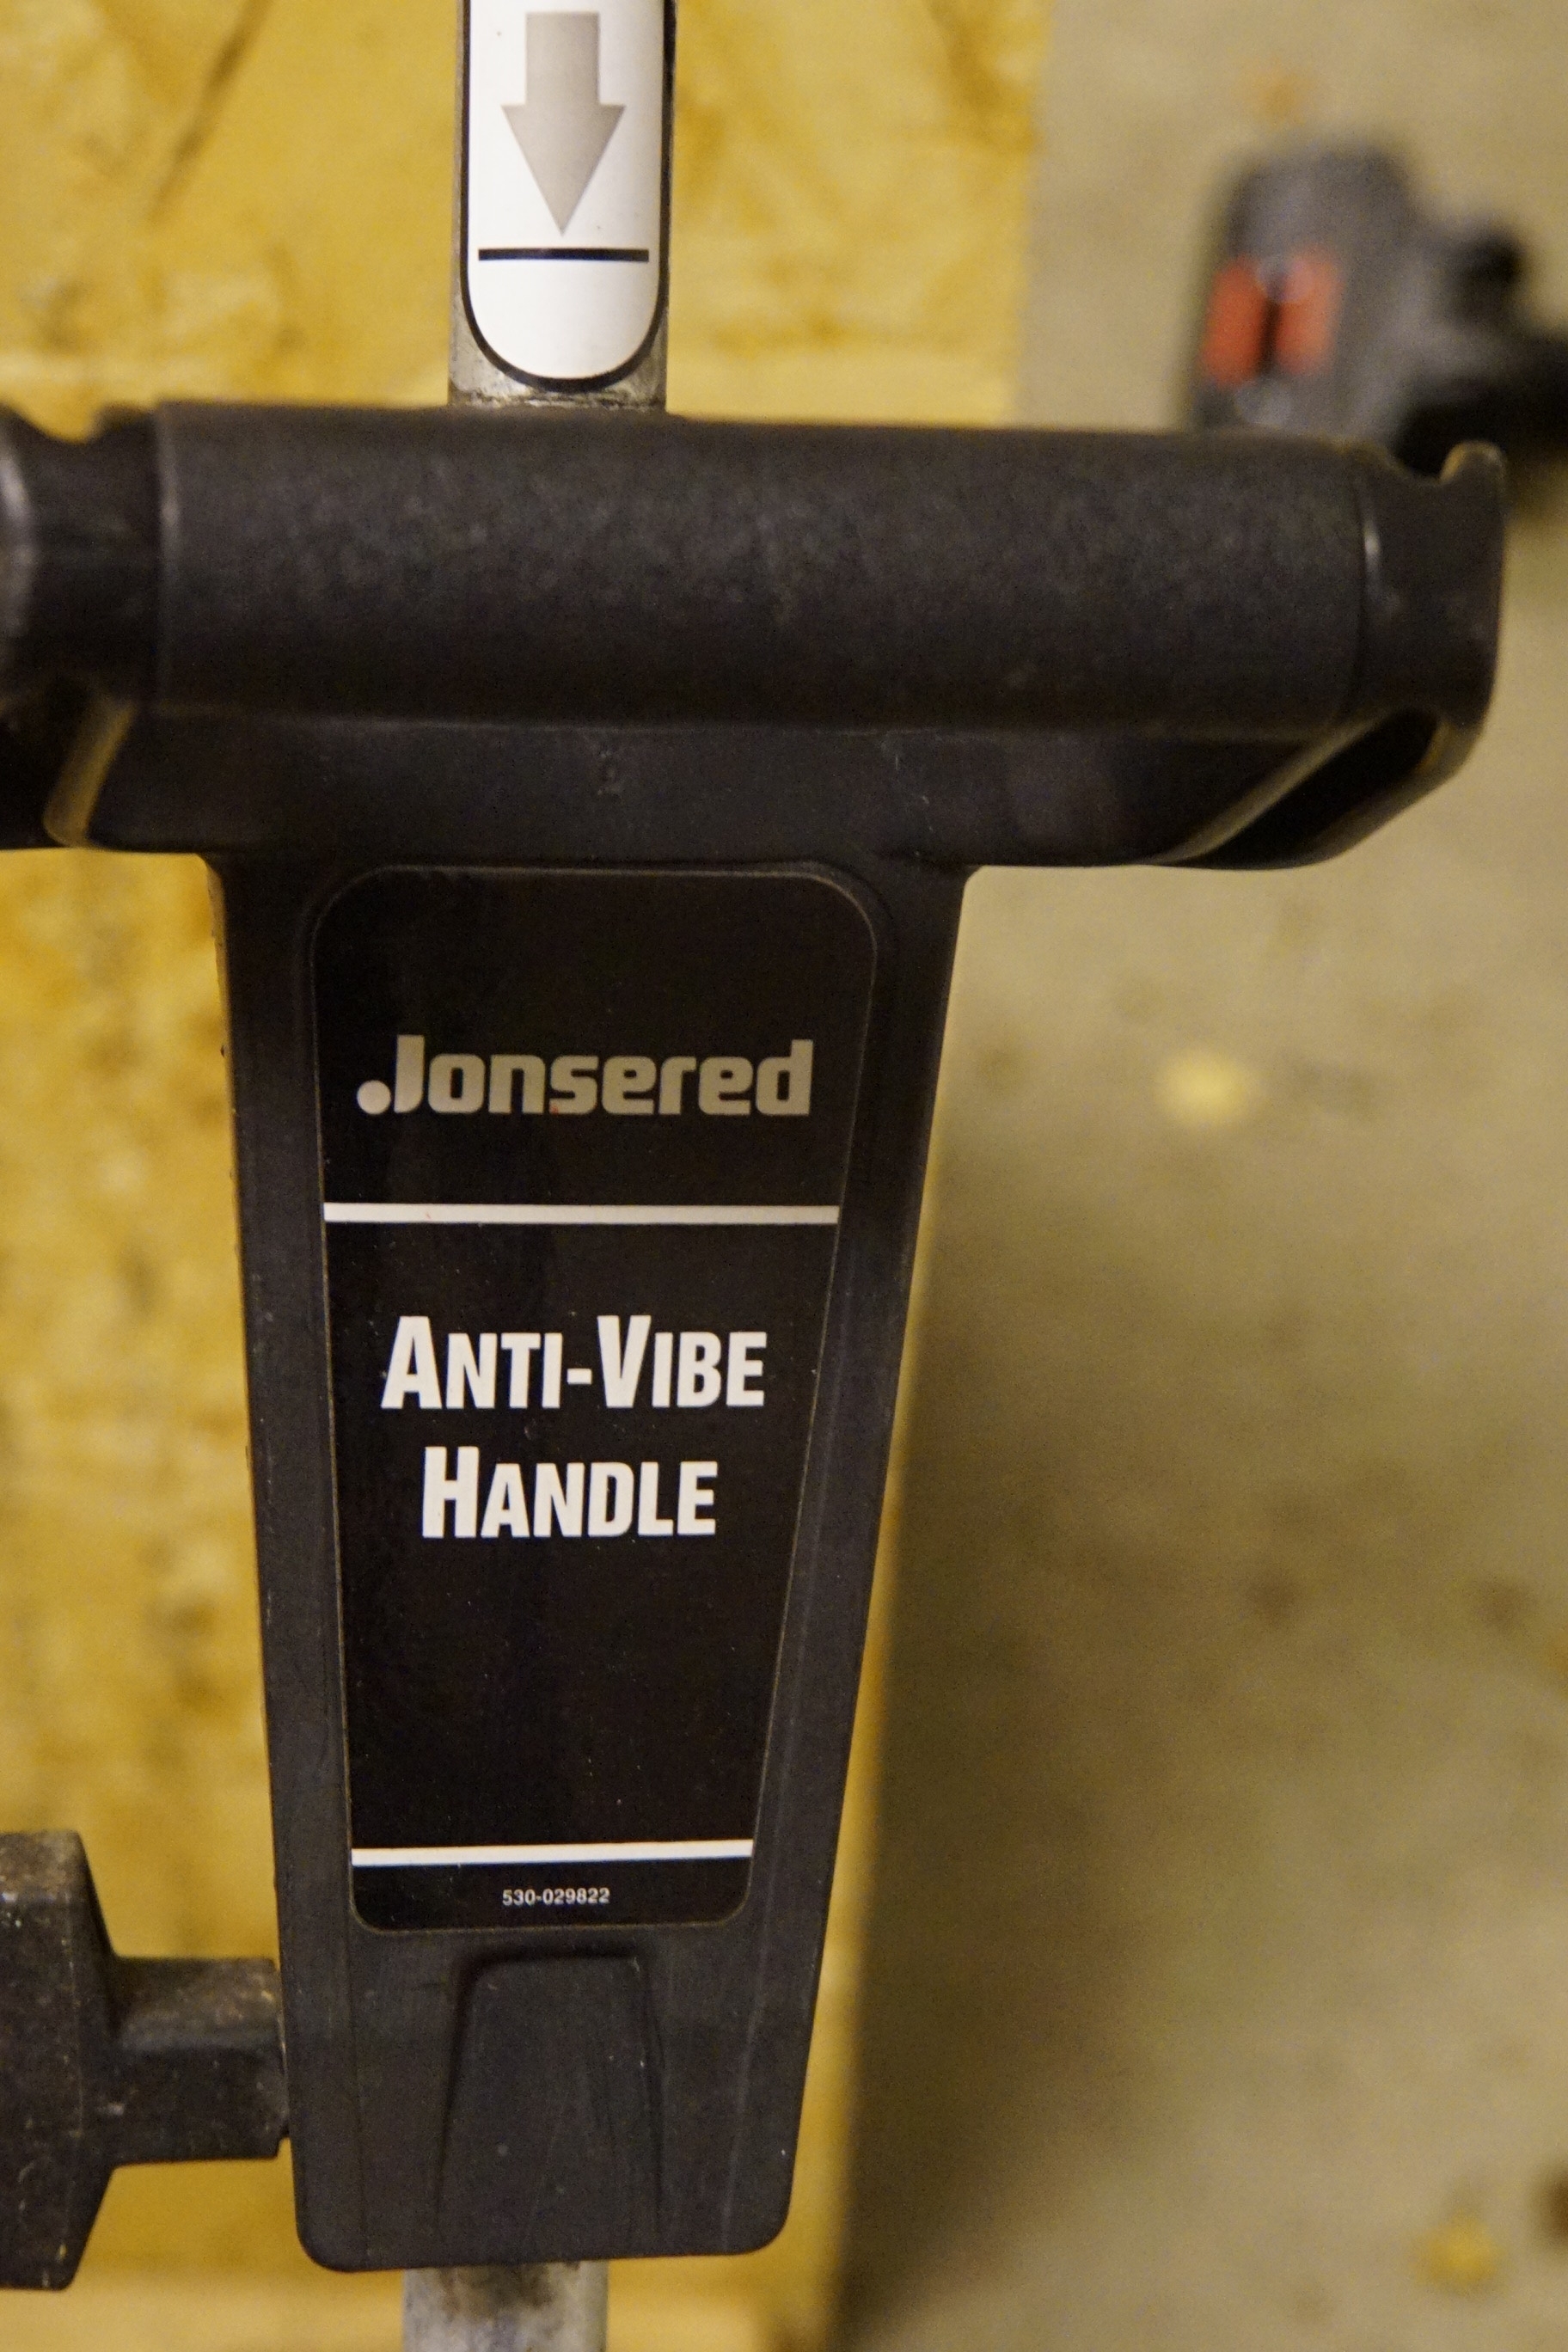 Jonsered
ANTI-VIBE
HANDLE
530-029822